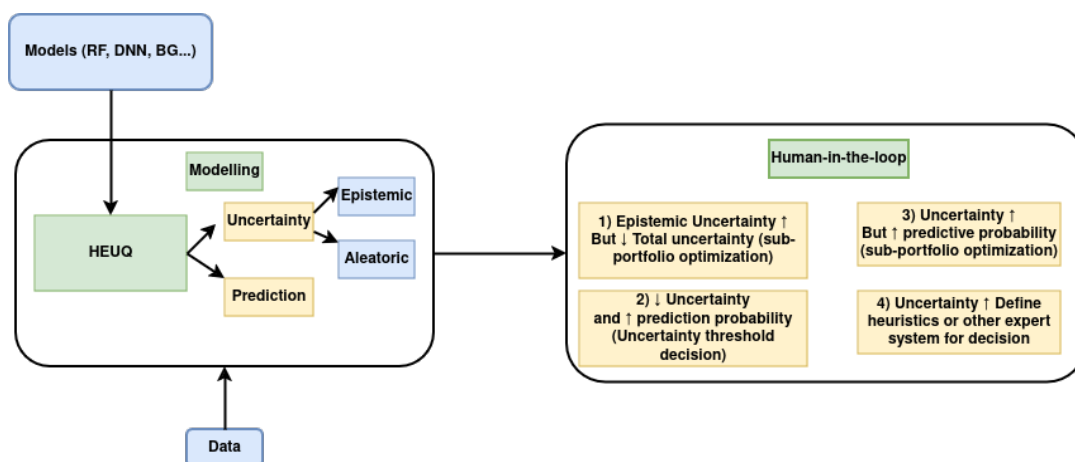 Models (RF, DNN, BG...)
Modelling
HEUQ
Uncertainty
Prediction
Epistemic
Aleatoric
Data
Human-in-the-loop
1) Epistemic Uncertainty ↑
But ↓ Total uncertainty (sub-
portfolio optimization)
2) ↓ Uncertainty
and ↑ prediction probability
(Uncertainty threshold
decision)
3) Uncertainty ↑
But ↑ predictive probability
(sub-portfolio optimization)
4) Uncertainty ↑ Define
heuristics or other expert
system for decision